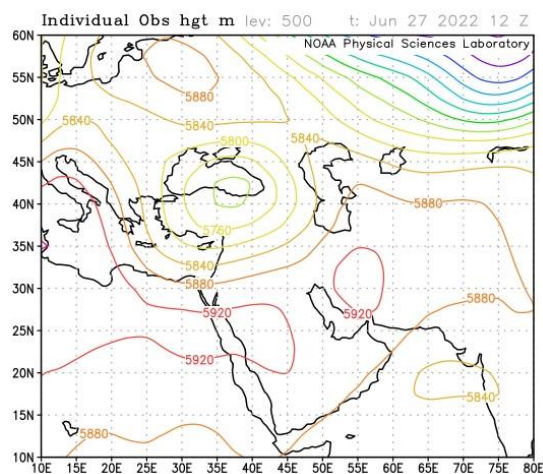 Individual Obs hgt m lev: 500 t: Jun 27 2022 12 Z
NOAA Physical Sciences Laboratory
60N
55N
50N
45N
40N
35N
30N
25N
20N
15N
10N
5880
5840
5840
5800
5840
5880
5760
5840
5880
5880
5920
5920
5920
5840
5880
10E 15E 20E 25E 30E 35E 40E 45E 50E 55E 60E 65E 70E 75E 80E